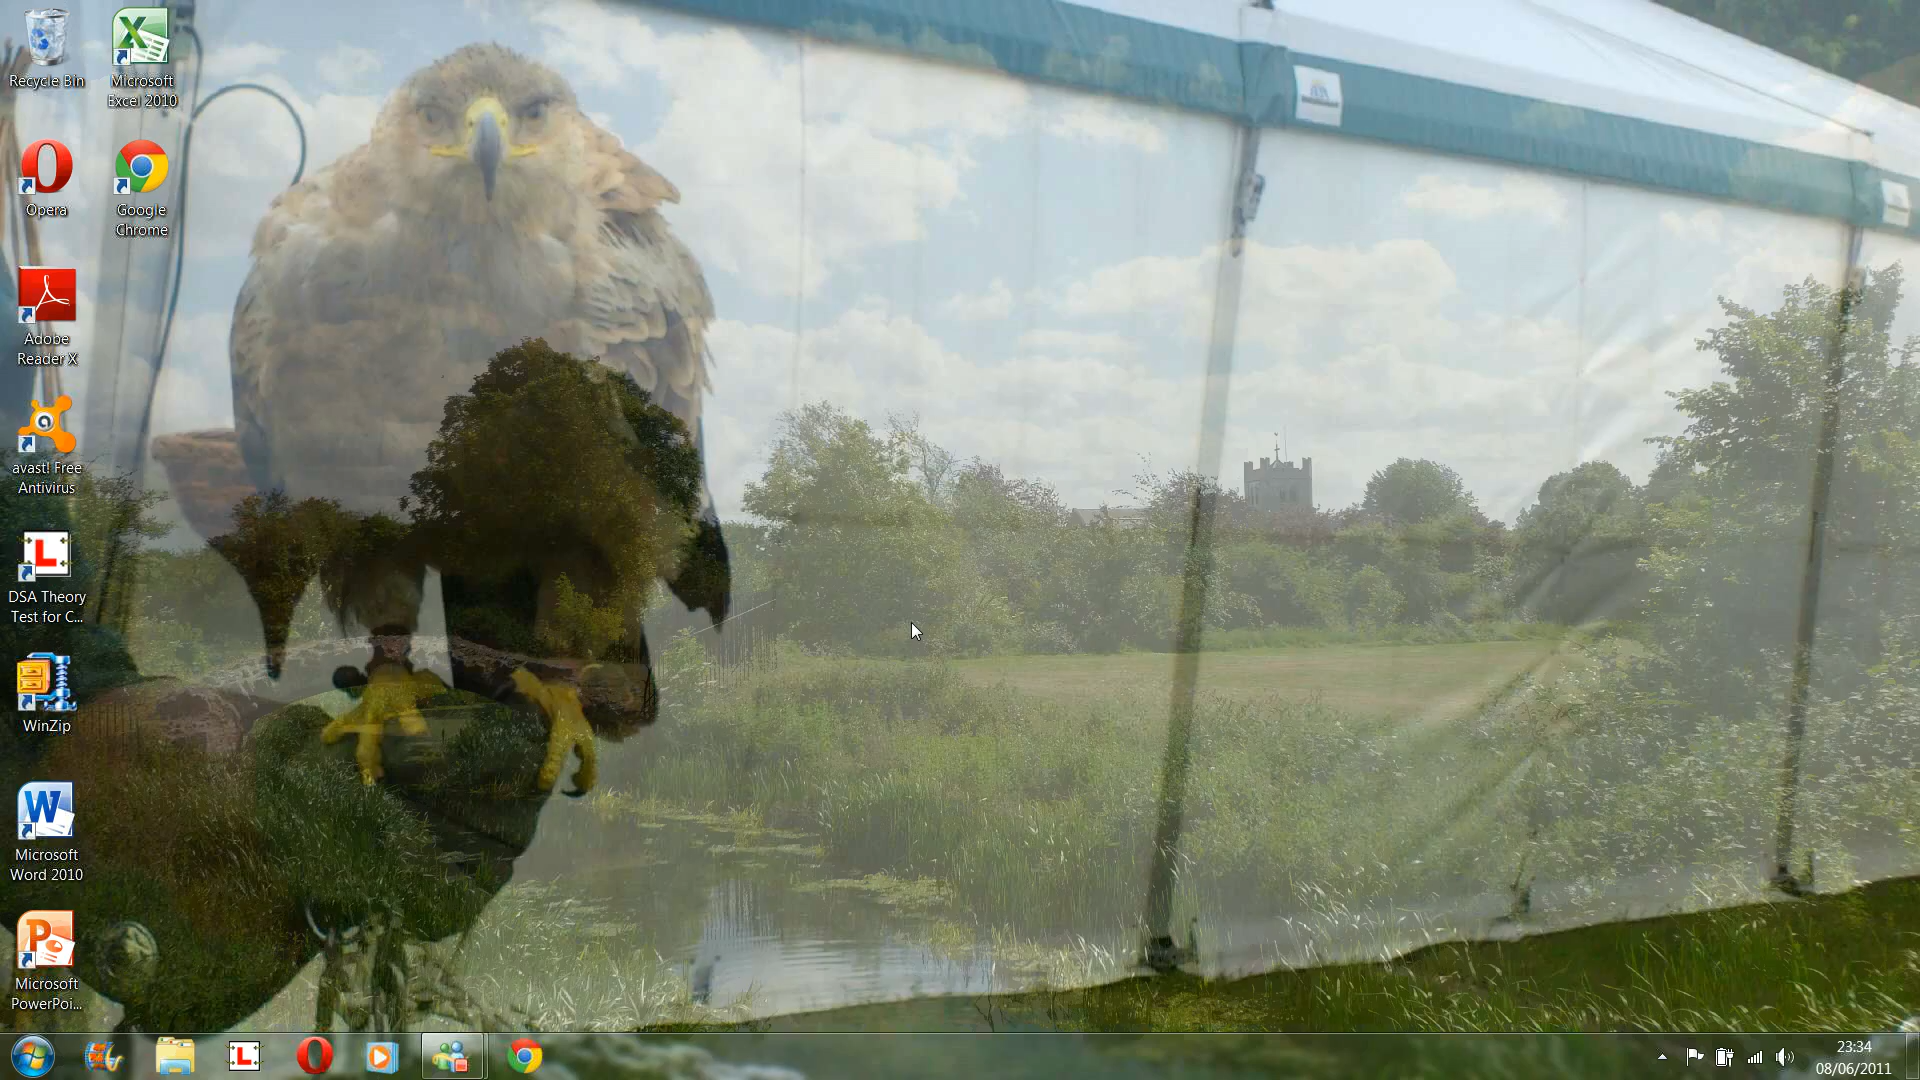 Recycle Bin
Microsoft
Excel 2010
Opera
Google
Chrome
Adobe
Reader X
avast! Free
Antivirus
L
DSA Theory
Test for C...
WinZip
W
Microsoft
Word 2010
P
Microsoft
PowerPoi...
L
23:34
08/06/2011